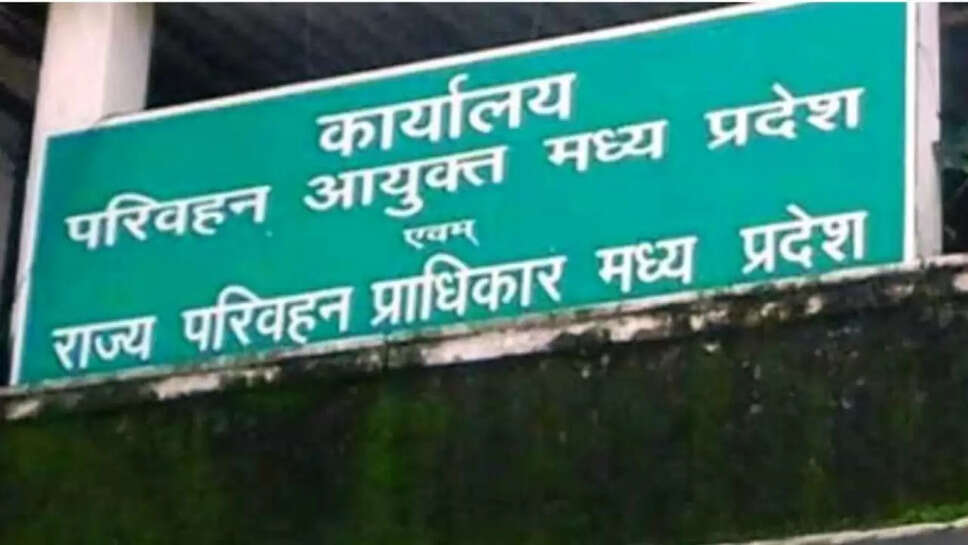 कार्यालय
परिवहन आयुक्त मध्य प्रदेश
एवम्
राज्य परिवहन प्राधिकार मध्य प्रदेश